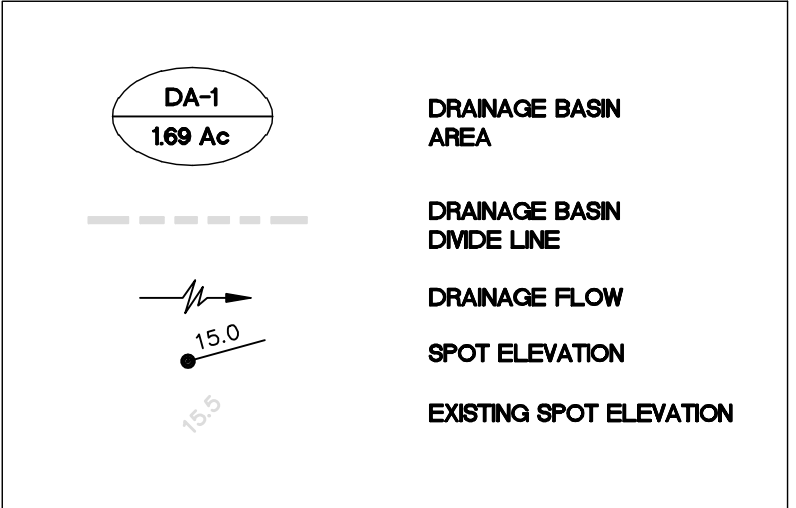 DA-1
1.69 Ac
DRAINAGE BASIN
AREA
DRAINAGE BASIN
DIVIDE LINE
DRAINAGE FLOW
15.0
SPOT ELEVATION
15.5
EXISTING SPOT ELEVATION